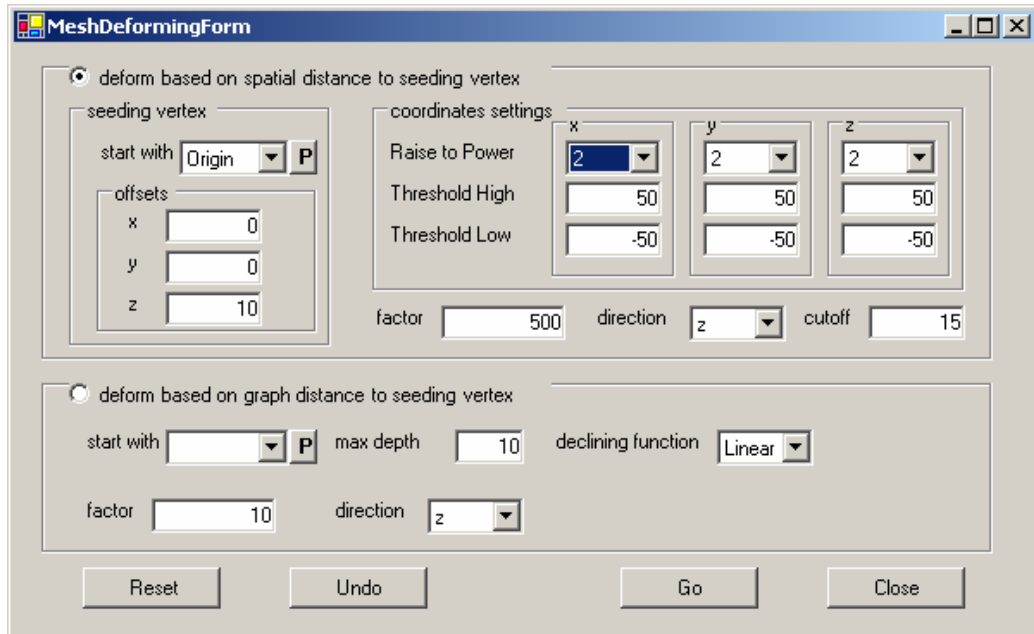 MeshDeformingForm
deform based on spatial distance to seeding vertex
seeding vertex
start with Origin P
offsets
x 0
y 0
z 10
coordinates settings
x y z
Raise to Power 2 2 2
Threshold High 50 50 50
Threshold Low -50 -50 -50
factor 500 direction z cutoff 15
deform based on graph distance to seeding vertex
start with P max depth 10 declining function Linear
factor 10 direction z
Reset Undo Go Close